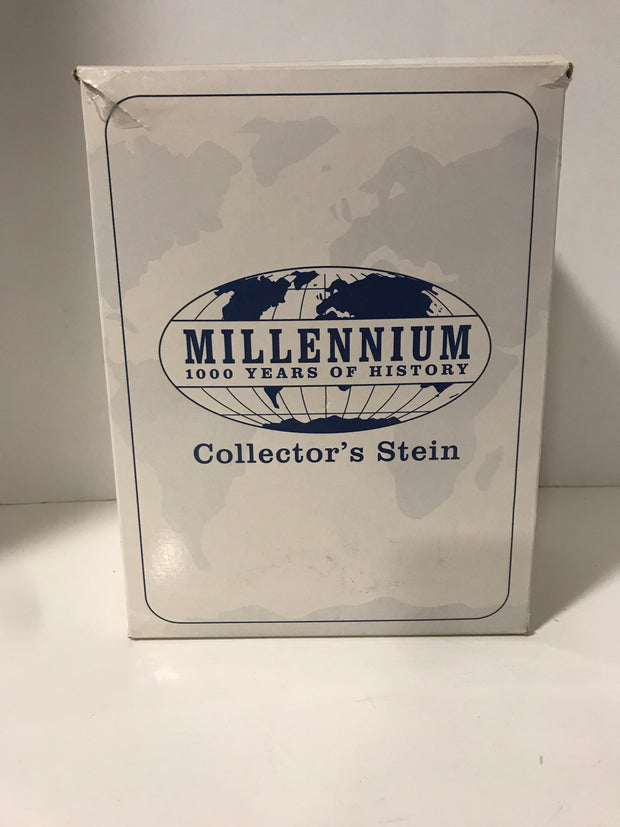 MILLENNIUM
1000 YEARS OF HISTORY
Collector's Stein